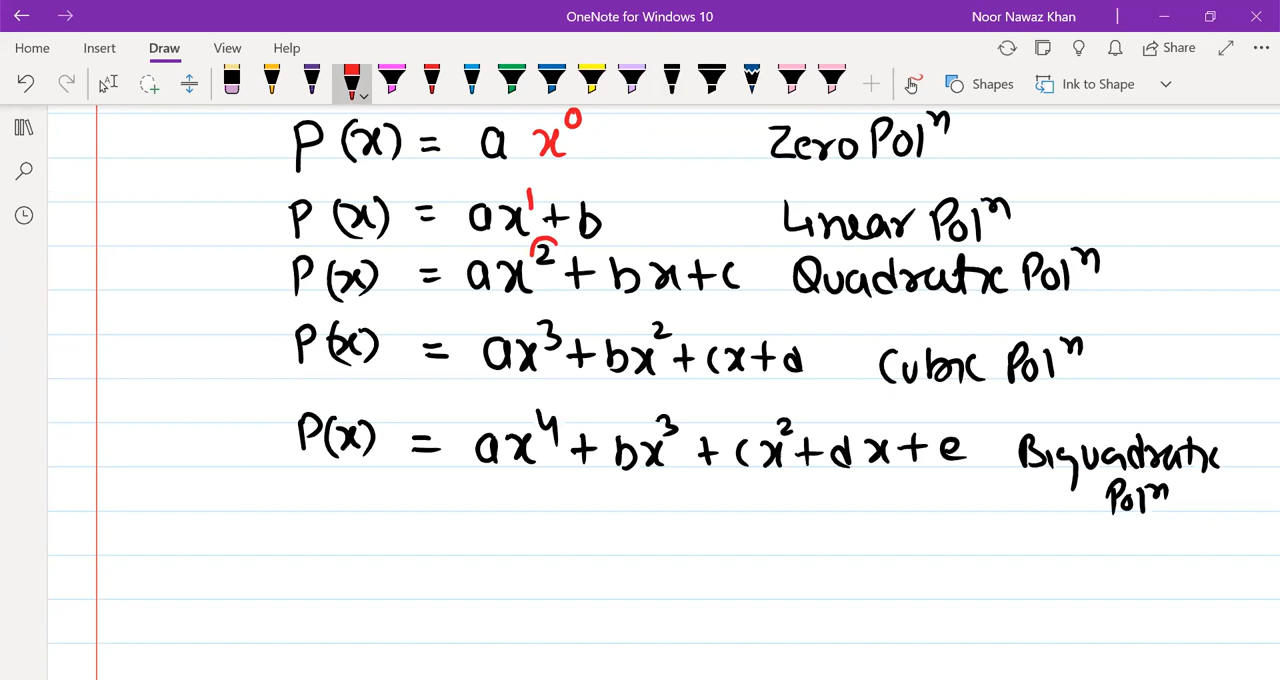 OneNote for Windows 10
Noor Nawaz Khan
Home Insert Draw View Help
Share
Shapes Ink to Shape
P(x) = a x⁰ Zero Polⁿ
P(x) = ax¹ + b Linear Polⁿ
P(x) = ax² + bx + c Quadratic Polⁿ
P(x) = ax³ + bx² + cx + d Cubic Polⁿ
P(x) = ax⁴ + bx³ + cx² + dx + e Biquadratic
Polⁿ